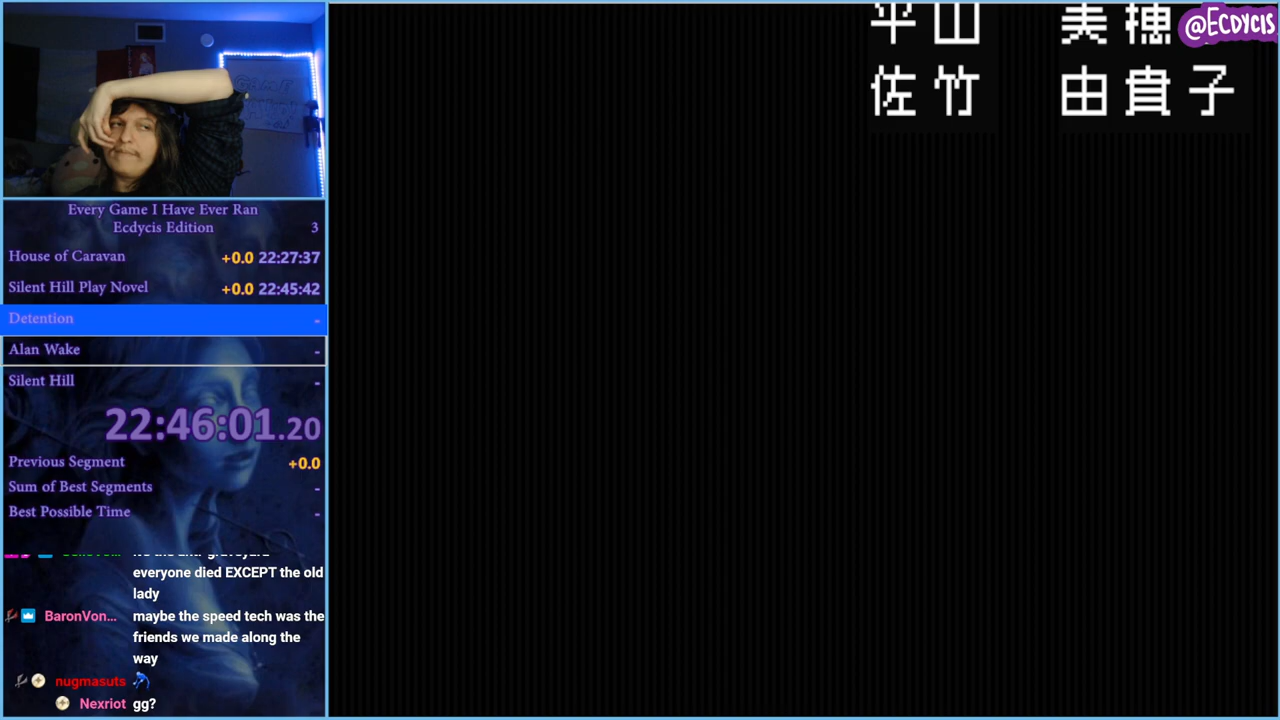 平山 美穂
@ECDYCIS
佐竹 由貴子
Every Game I Have Ever Ran
Ecdycis Edition 3
House of Caravan +0.0 22:27:37
Silent Hill Play Novel +0.0 22:45:42
Detention -
Alan Wake -
Silent Hill -
22:46:01.20
Previous Segment +0.0
Sum of Best Segments -
Best Possible Time -
everyone died EXCEPT the old
lady
BaronVon... maybe the speed tech was the
friends we made along the
way
nugmasuts
Nexriot gg?